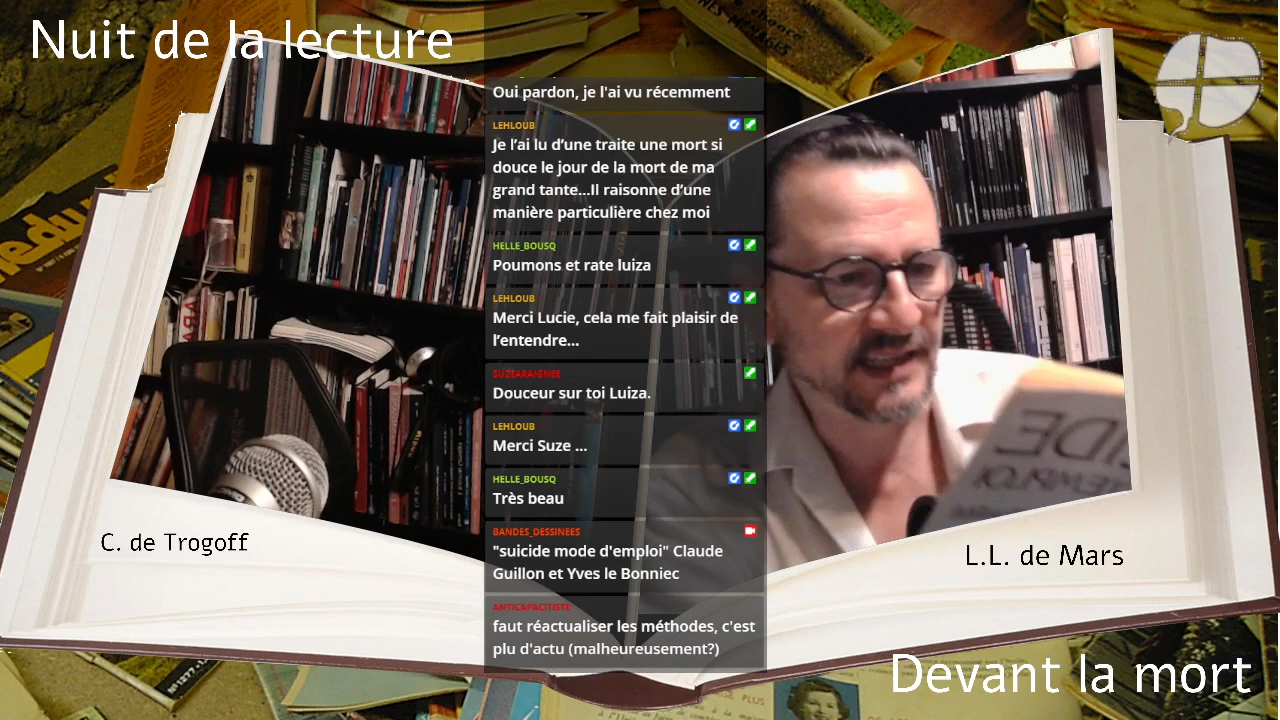 Nuit de la lecture
Oui pardon, je l'ai vu récemment
LEHLOUB
Je l’ai lu d’une traite une mort si
douce le jour de la mort de ma
grand tante...Il raisonne d’une
manière particulière chez moi
HELLE_BOUSQ
Poumons et rate luiza
LEHLOUB
Merci Lucie, cela me fait plaisir de
l’entendre...
SUZEARAIGNEE
Douceur sur toi Luiza.
LEHLOUB
Merci Suze ...
HELLE_BOUSQ
Très beau
BANDES_DESSINEES
"suicide mode d'emploi" Claude
Guillon et Yves le Bonniec
ANTICAPACITISTE
faut réactualiser les méthodes, c'est
plu d'actu (malheureusement?)
C. de Trogoff
L.L. de Mars
Devant la mort